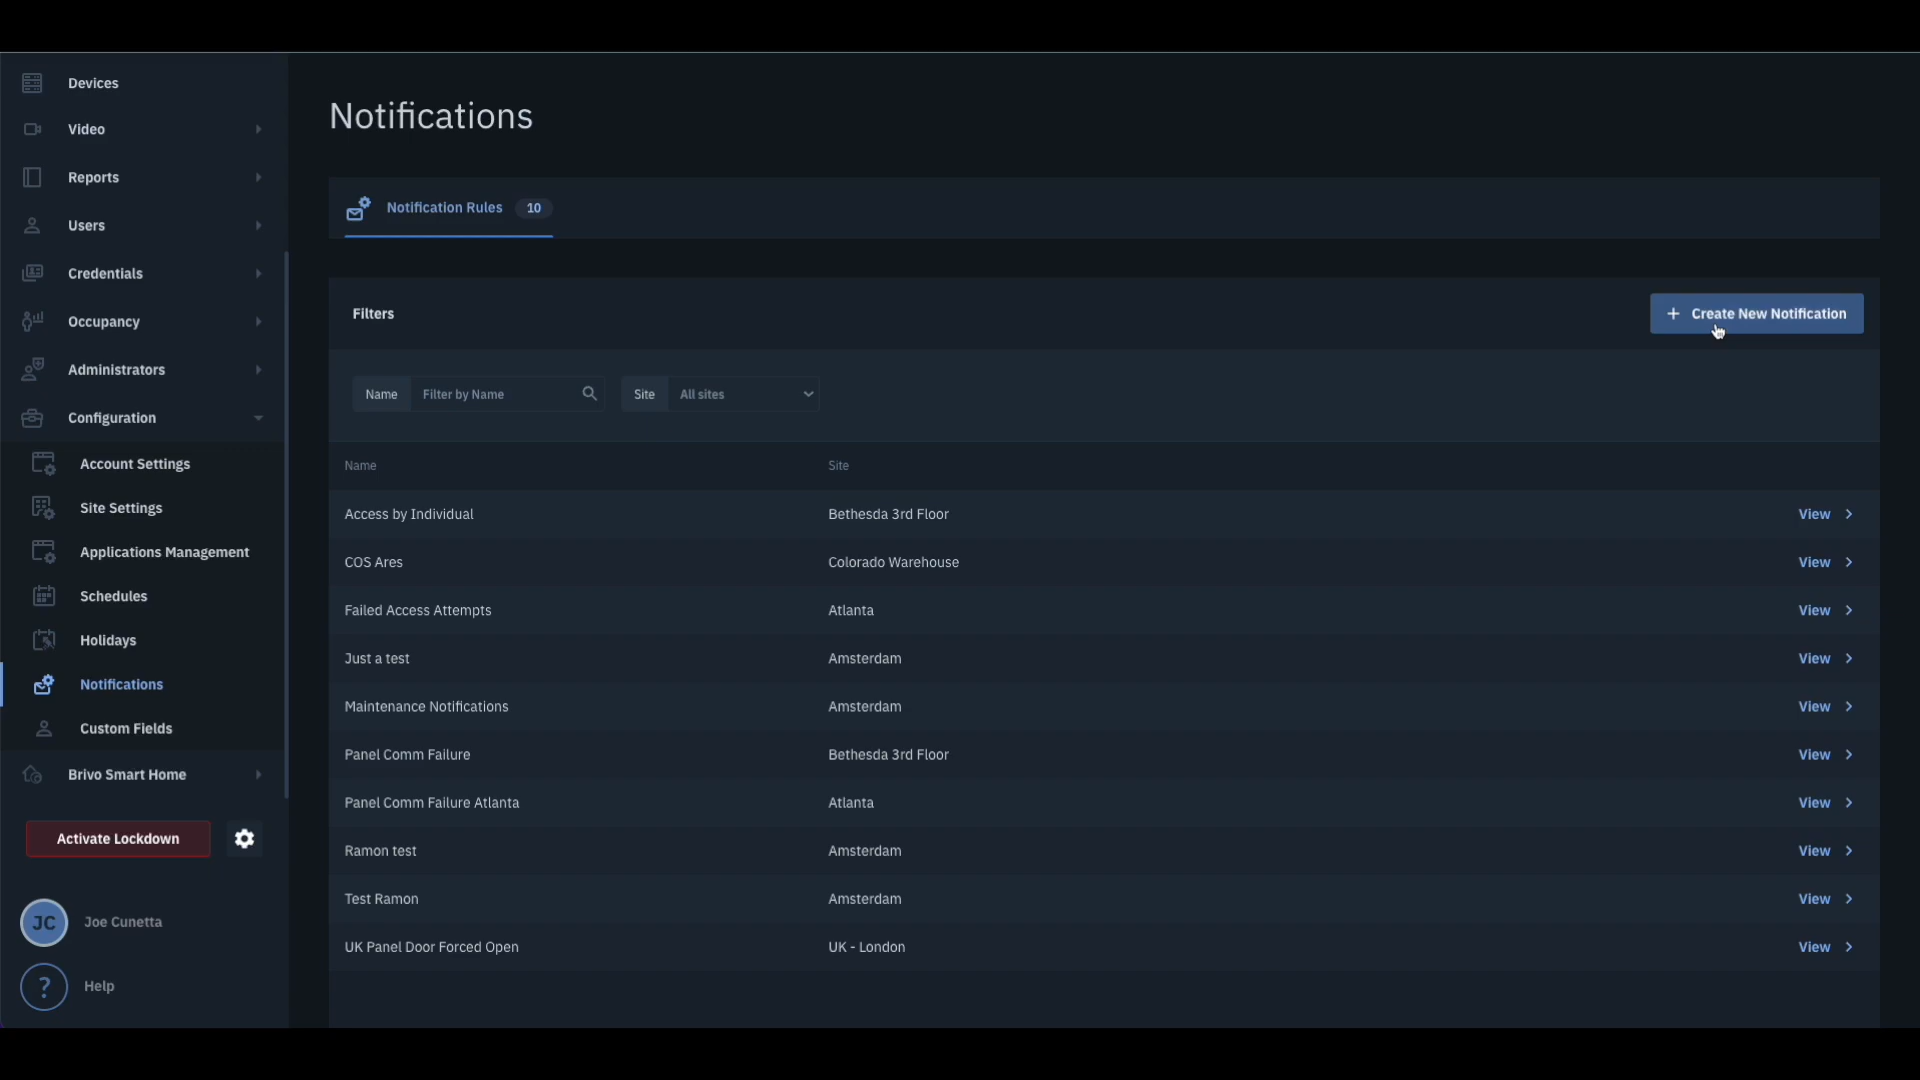 Devices
Video
Reports
Users
Credentials
Occupancy
Administrators
Configuration
Account Settings
Site Settings
Applications Management
Schedules
Holidays
Notifications
Custom Fields
Brivo Smart Home
Activate Lockdown
JC Joe Cunetta
? Help
Notifications
Notification Rules 10
Filters + Create New Notification
Name Filter by Name Site All sites
Name Site
Access by Individual Bethesda 3rd Floor View
COS Ares Colorado Warehouse View
Failed Access Attempts Atlanta View
Just a test Amsterdam View
Maintenance Notifications Amsterdam View
Panel Comm Failure Bethesda 3rd Floor View
Panel Comm Failure Atlanta Atlanta View
Ramon test Amsterdam View
Test Ramon Amsterdam View
UK Panel Door Forced Open UK - London View